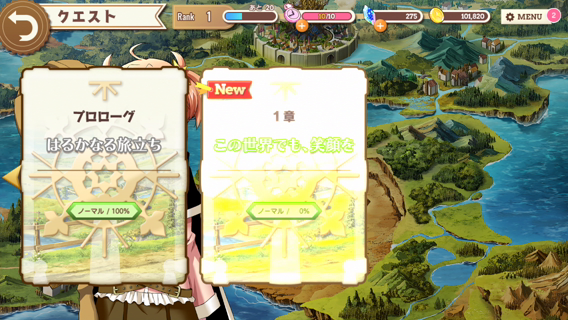 クエスト
Rank 1
あと 20
10/10
275
101,820
MENU 2
プロローグ
はるかなる旅立ち
ノーマル / 100%
New
1 章
この世界でも、笑顔を
ノーマル / 0%